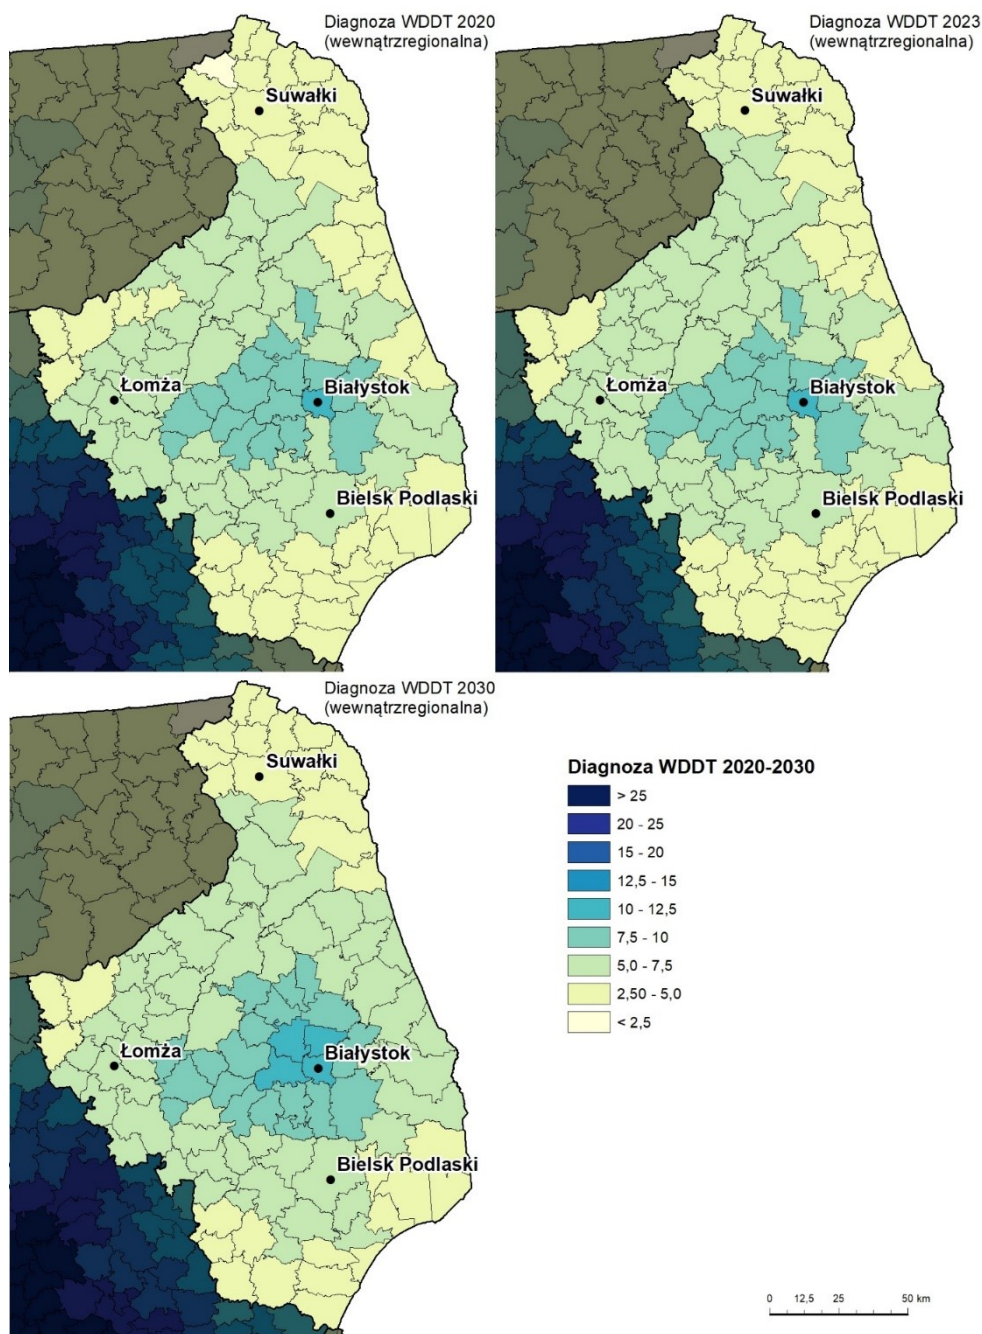 Diagnoza WDDT 2020
(wewnątrzregionalna)
Suwałki
Łomża
Białystok
Bielsk Podlaski
Diagnoza WDDT 2023
(wewnątrzregionalna)
Suwałki
Łomża
Białystok
Bielsk Podlaski
Diagnoza WDDT 2030
(wewnątrzregionalna)
Suwałki
Łomża
Białystok
Bielsk Podlaski
Diagnoza WDDT 2020-2030
> 25
20 - 25
15 - 20
12,5 - 15
10 - 12,5
7,5 - 10
5,0 - 7,5
2,50 - 5,0
< 2,5
0 12,5 25 50 km